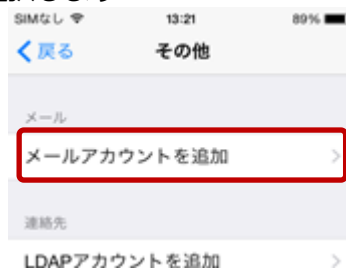 SIMなし 13:21 89%
戻る その他
メール
メールアカウントを追加
連絡先
LDAPアカウントを追加